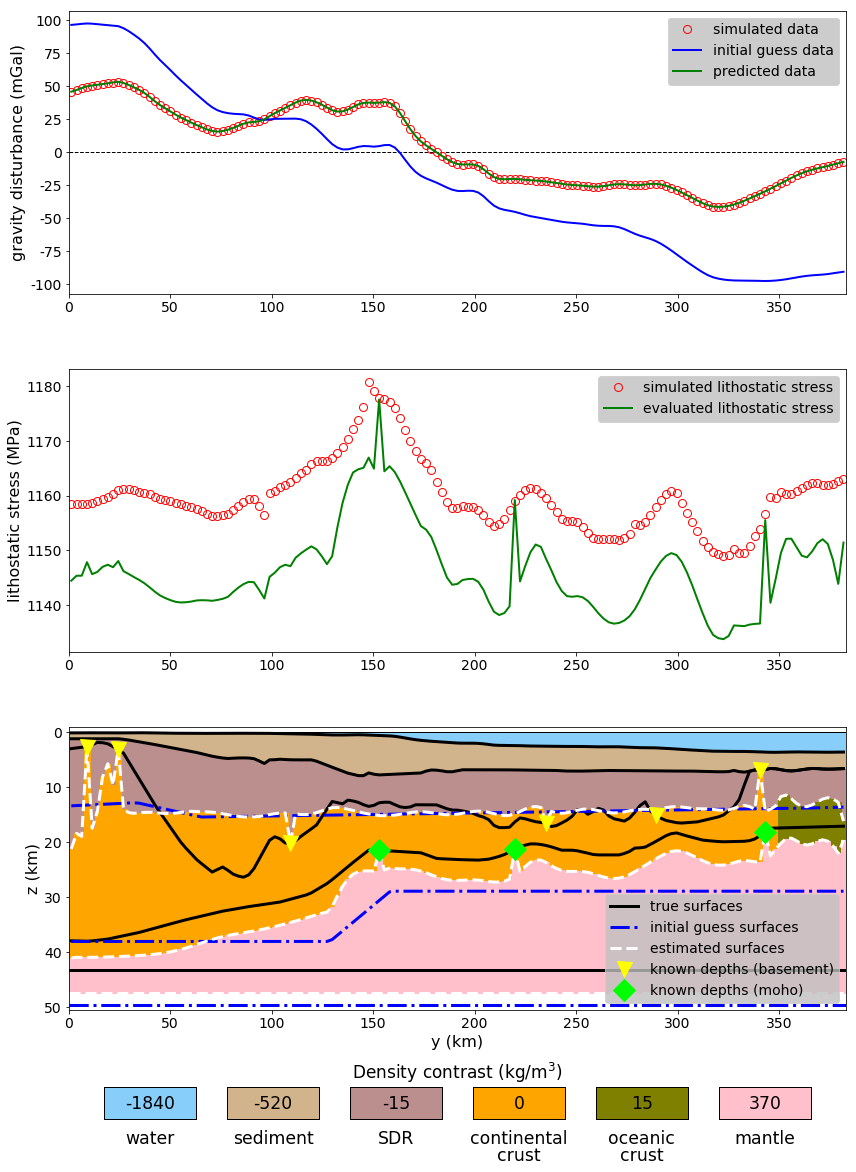 100
75
50
25
0
-25
-50
-75
-100
gravity disturbance (mGal)
simulated data
initial guess data
predicted data
0 50 100 150 200 250 300 350
1180
1170
1160
1150
1140
lithostatic stress (MPa)
simulated lithostatic stress
evaluated lithostatic stress
0 50 100 150 200 250 300 350
0
10
20
30
40
50
z (km)
true surfaces
initial guess surfaces
estimated surfaces
known depths (basement)
known depths (moho)
0 50 100 150 200 250 300 350
y (km)
Density contrast (kg/m³)
-1840 -520 -15 0 15 370
water sediment SDR continental oceanic mantle
crust crust